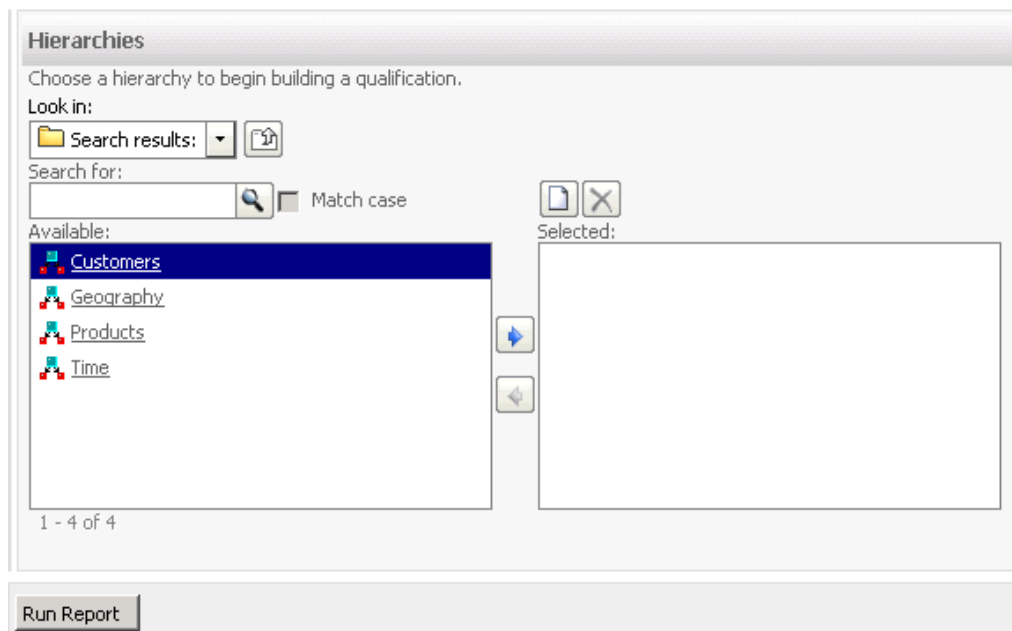 Hierarchies
Choose a hierarchy to begin building a qualification.
Look in:
Search results:
Search for:
Match case
Available:
Selected:
Customers
Geography
Products
Time
1 - 4 of 4
Run Report